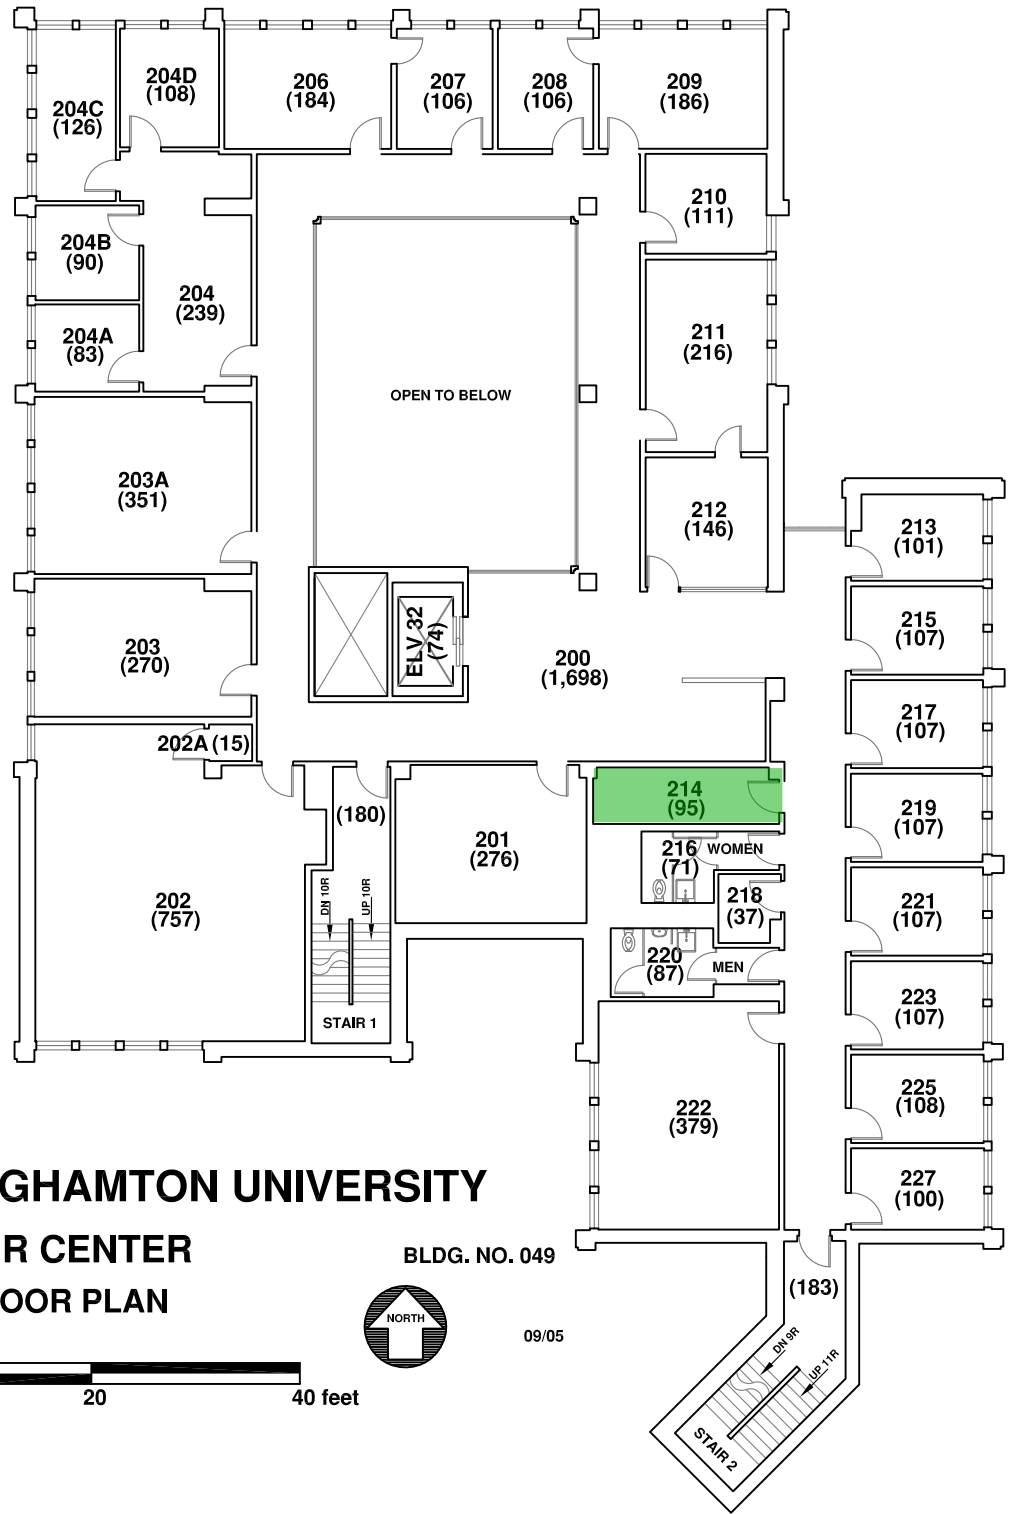 204C
(126)
204D
(108)
206
(184)
207
(106)
208
(106)
209
(186)
210
(111)
204B
(90)
204
(239)
204A
(83)
211
(216)
OPEN TO BELOW
203A
(351)
212
(146)
213
(101)
215
(107)
203
(270)
ELV 32
(74)
200
(1,698)
217
(107)
202A (15)
214
(95)
(180)
219
(107)
201
(276)
216
(71)
WOMEN
218
(37)
202
(757)
DN 10R
UP 10R
221
(107)
220
(87)
MEN
223
(107)
STAIR 1
222
(379)
225
(108)
227
(100)
GHAMTON UNIVERSITY
R CENTER
BLDG. NO. 049
OOR PLAN
NORTH
09/05
(183)
DN 9R
UP 11R
STAIR 2
20
40 feet